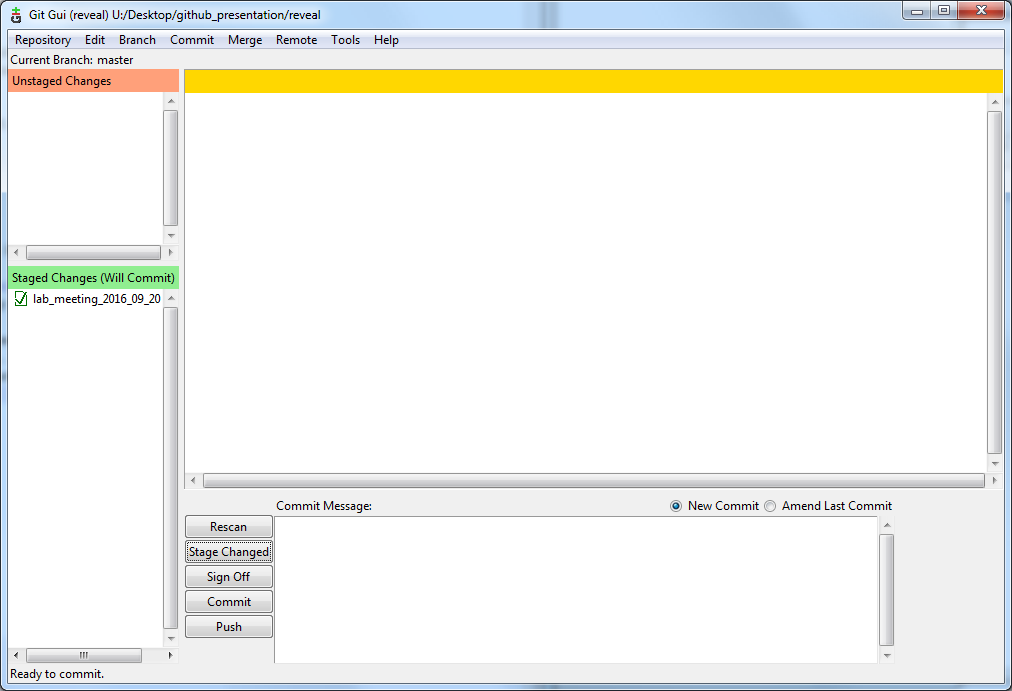 Git Gui (reveal) U:/Desktop/github_presentation/reveal
Repository Edit Branch Commit Merge Remote Tools Help
Current Branch: master
Unstaged Changes
Staged Changes (Will Commit)
lab_meeting_2016_09_20
Commit Message:
New Commit
Amend Last Commit
Rescan
Stage Changed
Sign Off
Commit
Push
Ready to commit.